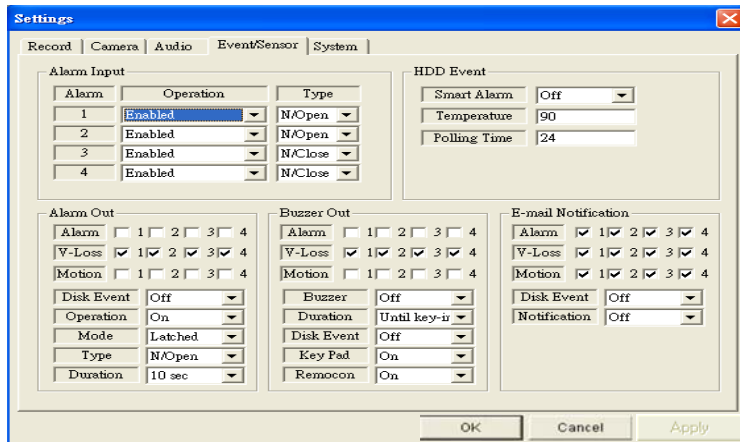 Settings
Record Camera Audio Event/Sensor System
Alarm Input
Alarm Operation Type
1 Enabled N/Open
2 Enabled N/Open
3 Enabled N/Close
4 Enabled N/Close
HDD Event
Smart Alarm Off
Temperature 90
Polling Time 24
Alarm Out
Alarm 1 2 3 4
V-Loss 1 2 3 4
Motion 1 2 3 4
Disk Event Off
Operation On
Mode Latched
Type N/Open
Duration 10 sec
Buzzer Out
Alarm 1 2 3 4
V-Loss 1 2 3 4
Motion 1 2 3 4
Buzzer Off
Duration Until key-in
Disk Event Off
Key Pad On
Remocon On
E-mail Notification
Alarm 1 2 3 4
V-Loss 1 2 3 4
Motion 1 2 3 4
Disk Event Off
Notification Off
OK Cancel Apply